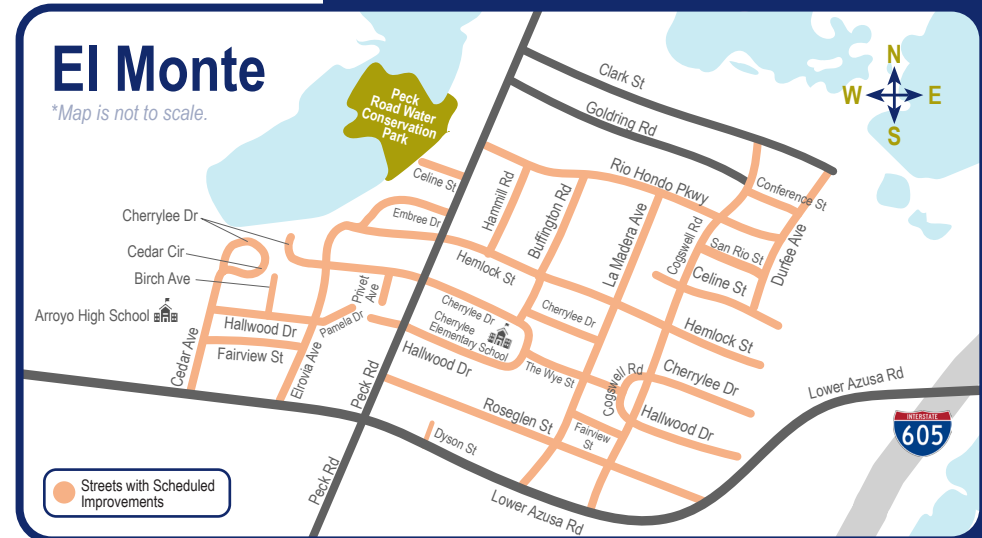 El Monte
*Map is not to scale.
Peck
Road Water
Conservation
Park
Clark St
Goldring Rd
N
W
E
S
Rio Hondo Pkwy
Conference St
Celine St
Hammill Rd
Buffington Rd
La Madera Ave
Cogswell Rd
San Rio St
Durfee Ave
Celine St
Embree Dr
Cherrylee Dr
Cedar Cir
Birch Ave
Arroyo High School
Privet
Ave
Hemlock St
Hallwood Dr
Pamela Dr
Fairview St
Cedar Ave
Elrovia Ave
Peck Rd
Cherrylee Dr
Cherrylee
Elementary School
Cherrylee Dr
Hemlock St
Hallwood Dr
The Wye St
Cogswell Rd
Cherrylee Dr
Hallwood Dr
Lower Azusa Rd
Roseglen St
Fairview
St
Dyson St
INTERSTATE
605
Peck Rd
Lower Azusa Rd
Streets with Scheduled
Improvements